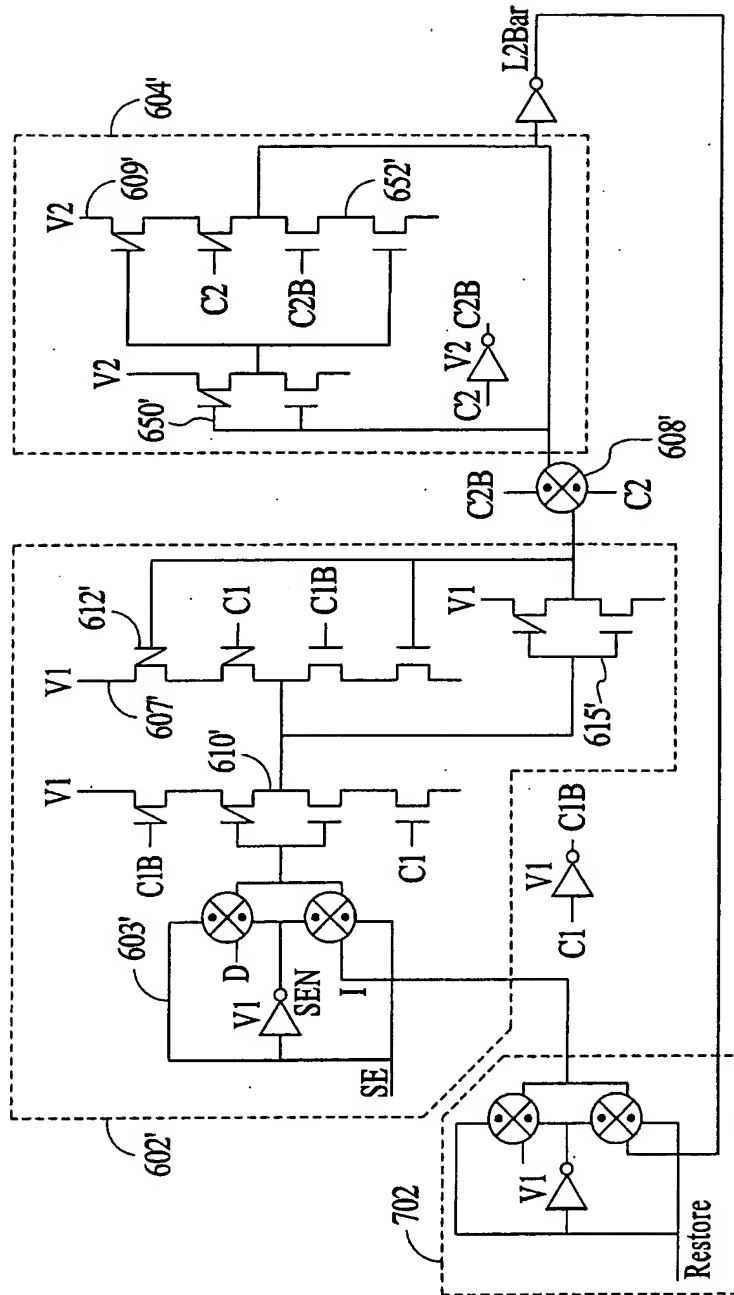 604'
V2
609'
652'
L2Bar
C2
C2B
V2
650'
C2
V2
C2B
C2B
608'
C2
V1
612'
607'
C1
C1B
V1
615'
V1
610'
C1B
C1
603'
D
V1
SEN
I
SE
V1
C1
C1B
602'
702
V1
Restore